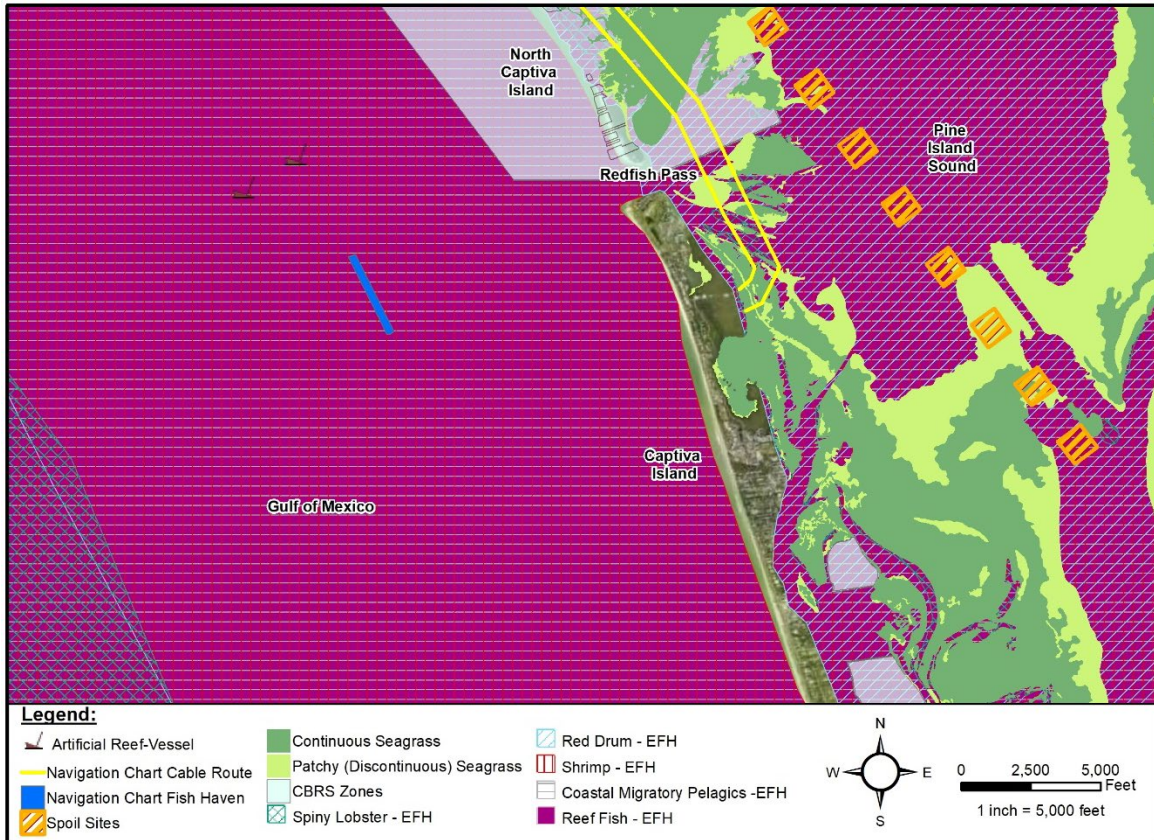 North
Captiva
Island
Pine
Island
Sound
Redfish Pass
Captiva
Island
Gulf of Mexico
Legend:
Artificial Reef-Vessel
Navigation Chart Cable Route
Navigation Chart Fish Haven
Spoil Sites
Continuous Seagrass
Patchy (Discontinuous) Seagrass
CBRS Zones
Spiny Lobster - EFH
Red Drum - EFH
Shrimp - EFH
Coastal Migratory Pelagics -EFH
Reef Fish - EFH
N
W E
S
0 2,500 5,000
Feet
1 inch = 5,000 feet